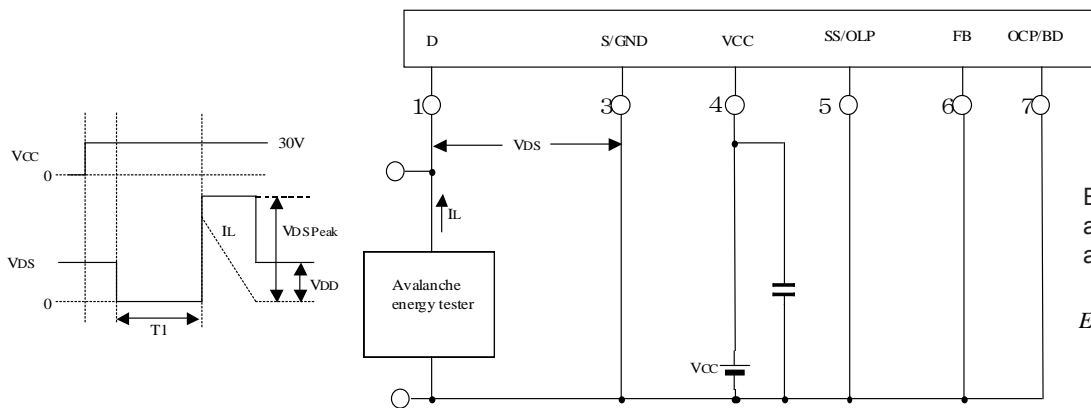 D S/GND VCC SS/OLP FB OCP/BD
1 3 4 5 6 7
VCC
0
30V
VDS
0
IL
VDSPeak
VDD
T1
VDS
IL
Avalanche
energy tester
VCC
E
a
a
E